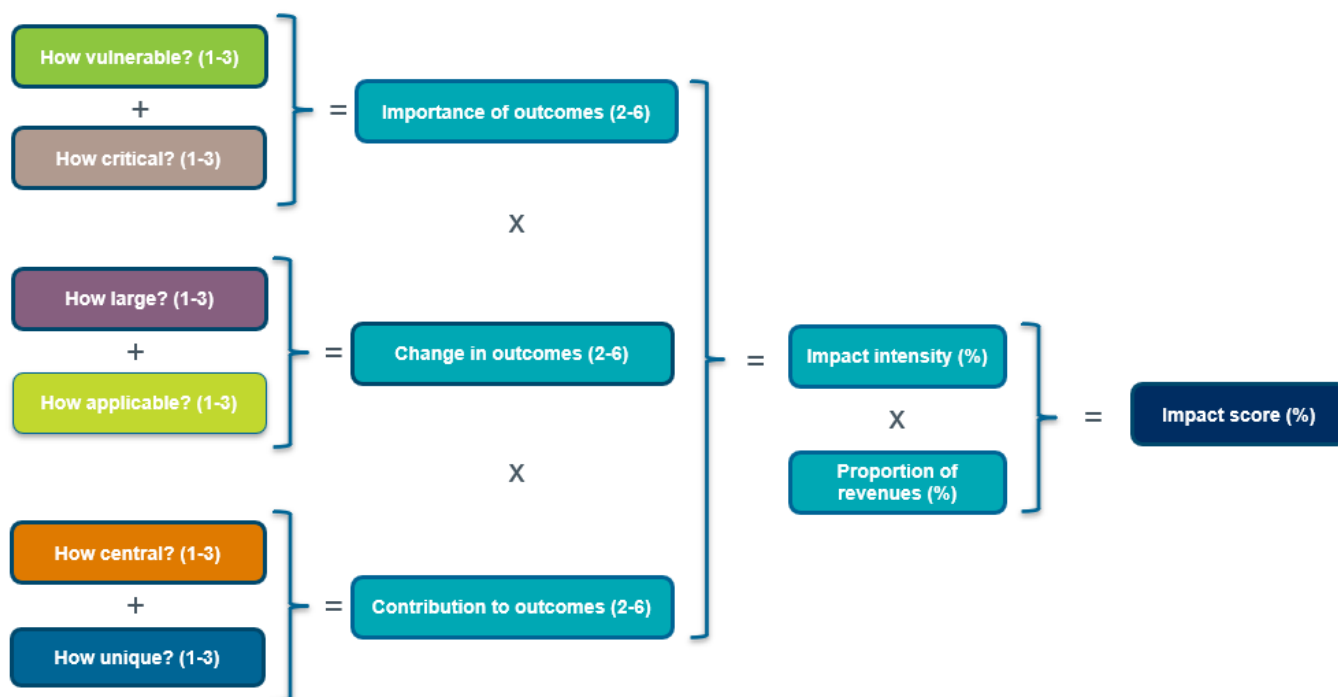 How vulnerable? (1-3)
+
How critical? (1-3)
=
Importance of outcomes (2-6)
X
How large? (1-3)
+
How applicable? (1-3)
=
Change in outcomes (2-6)
X
How central? (1-3)
+
How unique? (1-3)
=
Contribution to outcomes (2-6)
=
Impact intensity (%)
X
Proportion of
revenues (%)
=
Impact score (%)